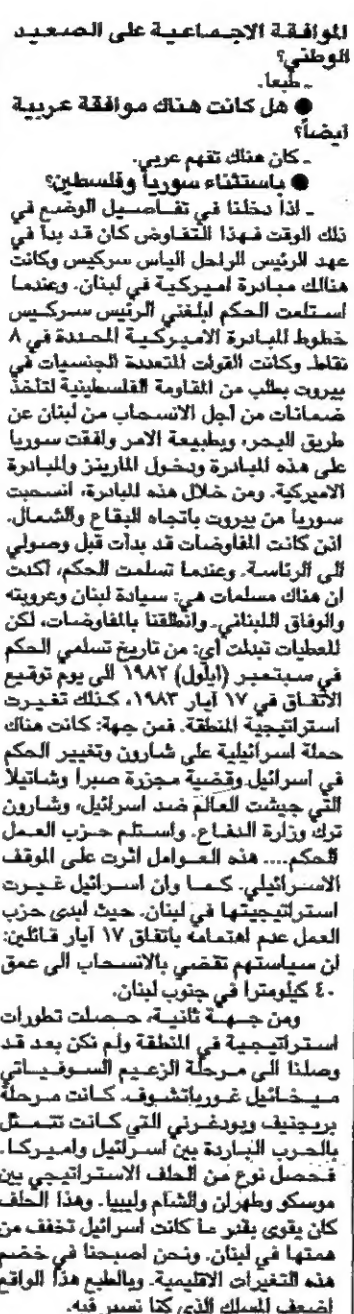 الموافقة الاجماعية على الصعيد
الوطني؟
ـ طبعا.
● هل كانت هناك موافقة عربية
ايضاً؟
ـ كان هناك تفهم عربي.
● باستثناء سوريا وفلسطين؟
ـ اذا دخلنا في تفاصيل الوضع في
ذلك الوقت فهذا التفاوض كان قد بدأ في
عهد الرئيس الراحل الياس سركيس وكانت
هنالك مبادرة اميركية في لبنان. وعندما
استلمت الحكم ابلغني الرئيس سركيس
خطوط المبادرة الاميركية المحددة في ٨
نقاط. وكانت القوات المتعددة الجنسيات في
بيروت بطلب من المقاومة الفلسطينية لتأخذ
ضمانات من اجل الانسحاب من لبنان عن
طريق البحر، وبطبيعة الامر وافقت سوريا
على هذه المبادرة ودخول المارينز والمبادرة
الاميركية. ومن خلال هذه المبادرة، انسحبت
سوريا من بيروت باتجاه البقاع والشمال.
اذن كانت المفاوضات قد بدأت قبل وصولي
الى الرئاسة. وعندما تسلمت الحكم، اكدت
ان هناك مسلمات هي: سيادة لبنان وعروبته
والوفاق اللبناني. وانطلقنا بالمفاوضات، لكن
المعطيات تبدلت أي: من تاريخ تسلمي الحكم
في سبتمبر (ايلول) ١٩٨٢ الى يوم توقيع
الاتفاق في ١٧ أيار ١٩٨٣، كذلك تغيرت
استراتيجية المنطقة. فمن جهة: كانت هناك
حملة اسرائيلية على شارون وتغيير الحكم
في اسرائيل وقضية مجزرة صبرا وشاتيلا
التي جيشت العالم ضد اسرائيل، وشارون
ترك وزارة الدفاع. واستلم حزب العمل
الحكم.... هذه العوامل اثرت على الموقف
الاسرائيلي. كما وان اسرائيل غيرت
استراتيجيتها في لبنان. حيث ابدى حزب
العمل عدم اهتمامه باتفاق ١٧ أيار قائلين:
ان سياستهم تقضي بالانسحاب الى عمق
٤٠ كيلومترا في جنوب لبنان.
ومن جهة ثانية، حصلت تطورات
استراتيجية في المنطقة ولم نكن بعد قد
وصلنا الى مرحلة الزعيم السوفياتي
ميخائيل غورباتشوف. كانت مرحلة
بريجنيف وبودغرني التي كانت تتمثل
بالحرب الباردة بين اسرائيل واميركا.
فحصل نوع من الحلف الاستراتيجي بين
موسكو وطهران والشام وليبيا. وهذا الحلف
كان يقوى بقدر ما كانت اسرائيل تخفف من
همتها في لبنان. ونحن اصبحنا في خضم
هذه التغيرات الاقليمية. وبالطبع هذا الواقع
اضعف المسلك الذي كنا نسير فيه.